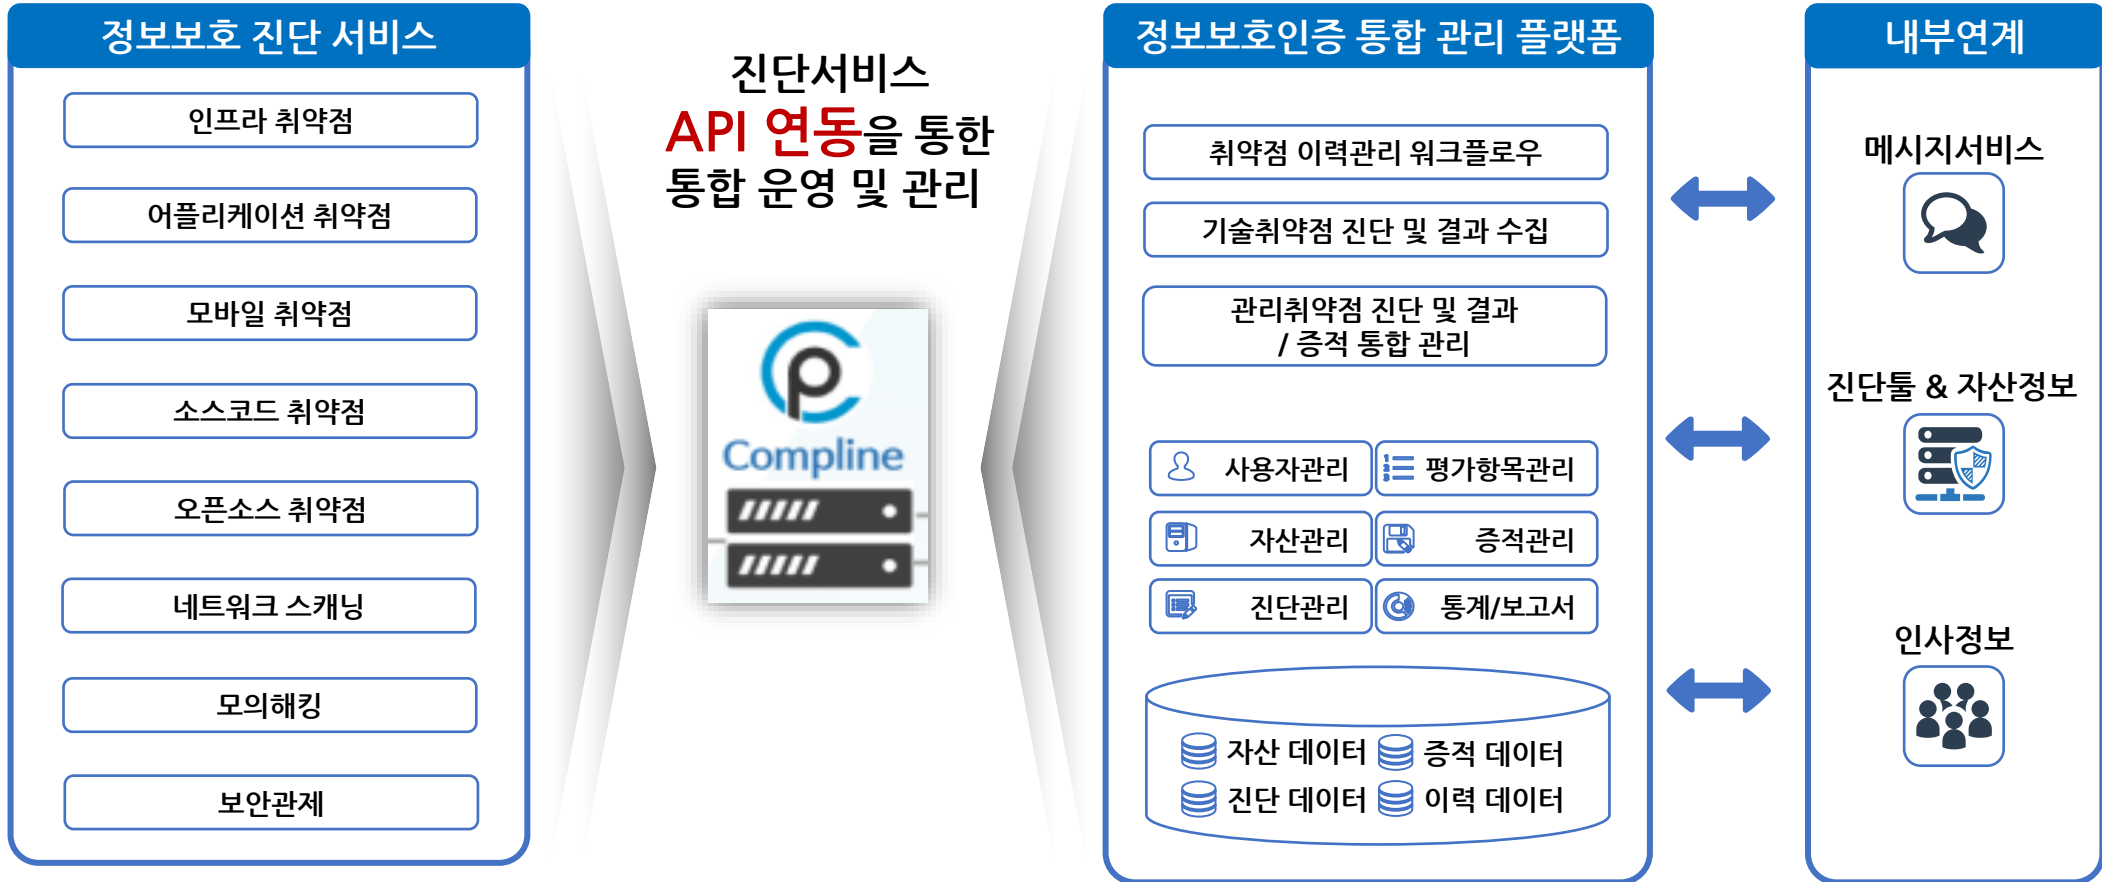 정보보호 진단 서비스
인프라 취약점
어플리케이션 취약점
모바일 취약점
소스코드 취약점
오픈소스 취약점
네트워크 스캐닝
모의해킹
보안관제
진단서비스
API 연동을 통한
통합 운영 및 관리
Compline
정보보호인증 통합 관리 플랫폼
취약점 이력관리 워크플로우
기술취약점 진단 및 결과 수집
관리취약점 진단 및 결과
/ 증적 통합 관리
사용자관리
평가항목관리
자산관리
증적관리
진단관리
통계/보고서
자산 데이터
증적 데이터
진단 데이터
이력 데이터
내부연계
메시지서비스
진단툴 & 자산정보
인사정보